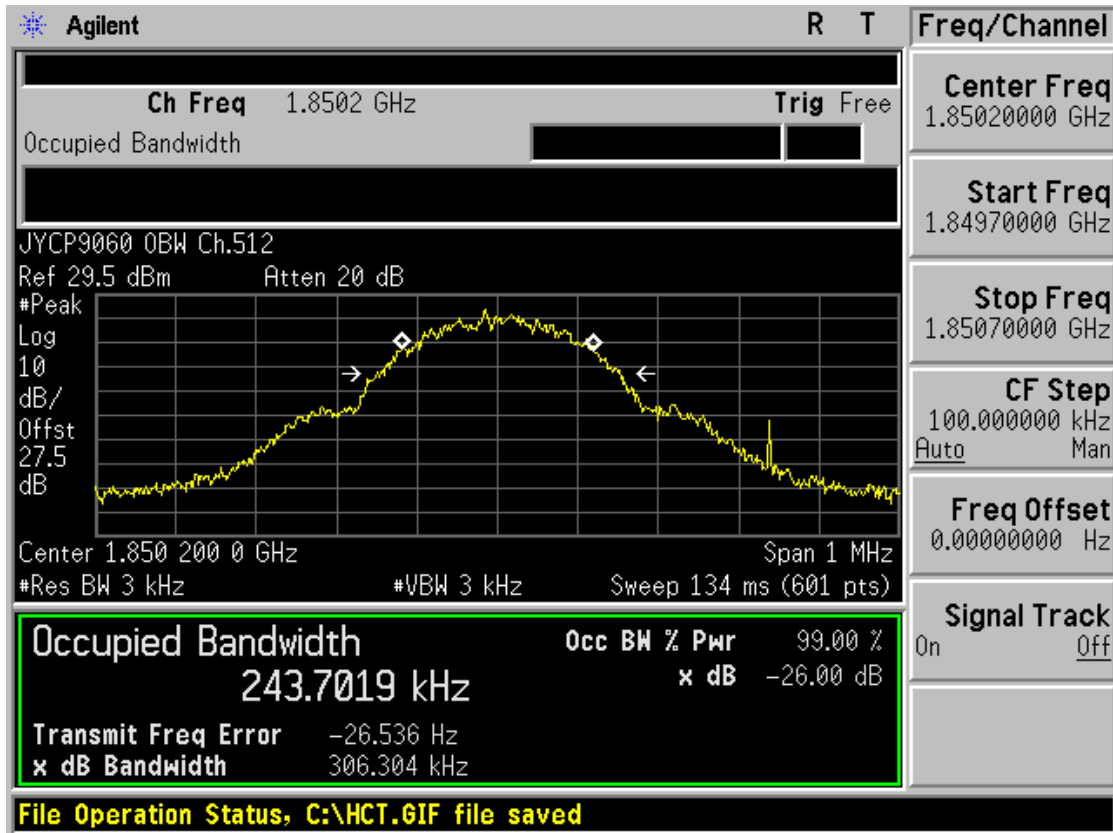 Agilent R T
Freq/Channel
Ch Freq 1.8502 GHz Trig Free
Occupied Bandwidth
Center Freq
1.85020000 GHz
Start Freq
1.84970000 GHz
Stop Freq
1.85070000 GHz
CF Step
100.000000 kHz
Auto Man
Freq Offset
0.00000000 Hz
Signal Track
On Off
JYCP9060 OBW Ch.512
Ref 29.5 dBm Atten 20 dB
#Peak
Log
10
dB/
Offst
27.5
dB
Center 1.850 200 0 GHz Span 1 MHz
#Res BW 3 kHz #VBW 3 kHz Sweep 134 ms (601 pts)
Occupied Bandwidth Occ BW % Pwr 99.00 %
243.7019 kHz x dB -26.00 dB
Transmit Freq Error -26.536 Hz
x dB Bandwidth 306.304 kHz
File Operation Status, C:\HCT.GIF file saved